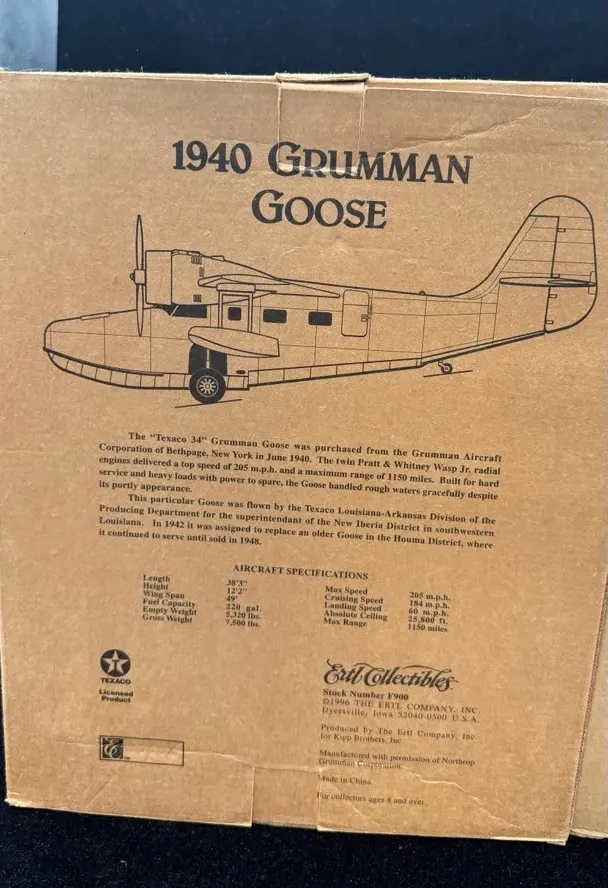 1940 GRUMMAN
GOOSE
The "Texaco 34" Grumman Goose was purchased from the Grumman Aircraft
Corporation of Bethpage, New York in June 1940. The twin Pratt & Whitney Wasp Jr. radial
engines delivered a top speed of 205 m.p.h. and a maximum range of 1150 miles. Built for hard
service and heavy loads with power to spare, the Goose handled rough waters gracefully despite
its portly appearance.
This particular Goose was flown by the Texaco Louisiana-Arkansas Division of the
Producing Department for the superintendent of the New Iberia District in southwestern
Louisiana. In 1942 it was assigned to replace an older Goose in the Houma District, where
it continued to serve until sold in 1948.
AIRCRAFT SPECIFICATIONS
Length 38'3"
Height 12'2"
Wing Span 49'
Fuel Capacity 220 gal.
Empty Weight 5,320 lbs.
Gross Weight 7,500 lbs.
Max Speed 205 m.p.h.
Cruising Speed 184 m.p.h.
Landing Speed 60 m.p.h.
Absolute Ceiling 25,800 ft.
Max Range 1150 miles
T
TEXACO
Licensed
Product
Ertl Collectibles
Stock Number F900
©1996 THE ERTL COMPANY, INC.
Dyersville, Iowa 52040-0500 U.S.A.
Produced by The Ertl Company, Inc
for Kipp Brothers, Inc
Manufactured with permission of Northrop
Grumman Corporation.
Made in China.
For collectors ages 8 and over.